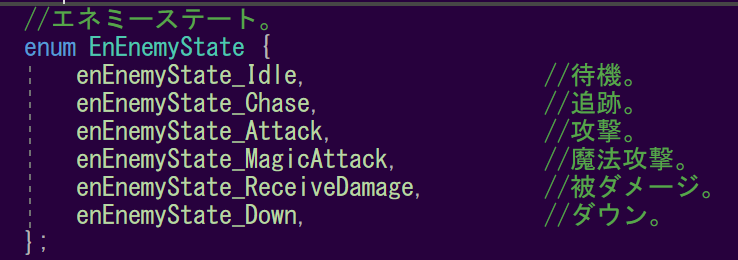 //エネミーステート。
enum EnEnemyState {
enEnemyState_Idle, //待機。
enEnemyState_Chase, //追跡。
enEnemyState_Attack, //攻撃。
enEnemyState_MagicAttack, //魔法攻撃。
enEnemyState_ReceiveDamage, //被ダメージ。
enEnemyState_Down, //ダウン。
};